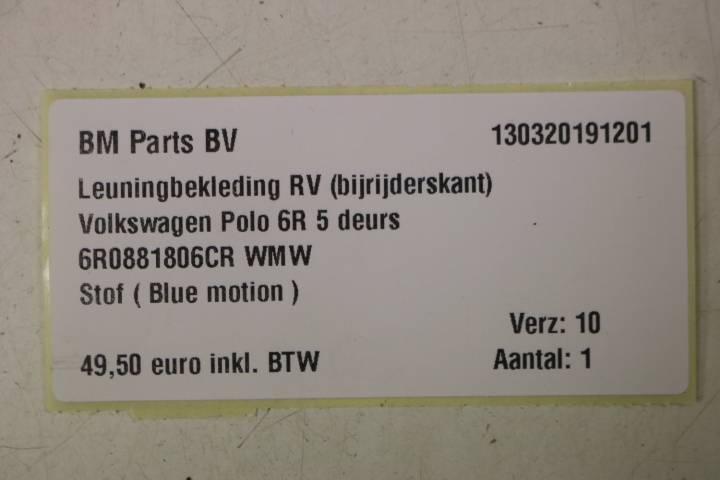 BM Parts BV 130320191201
Leuningbekleding RV (bijrijderskant)
Volkswagen Polo 6R 5 deurs
6R0881806CR WMW
Stof ( Blue motion )
Verz: 10
49,50 euro inkl. BTW Aantal: 1